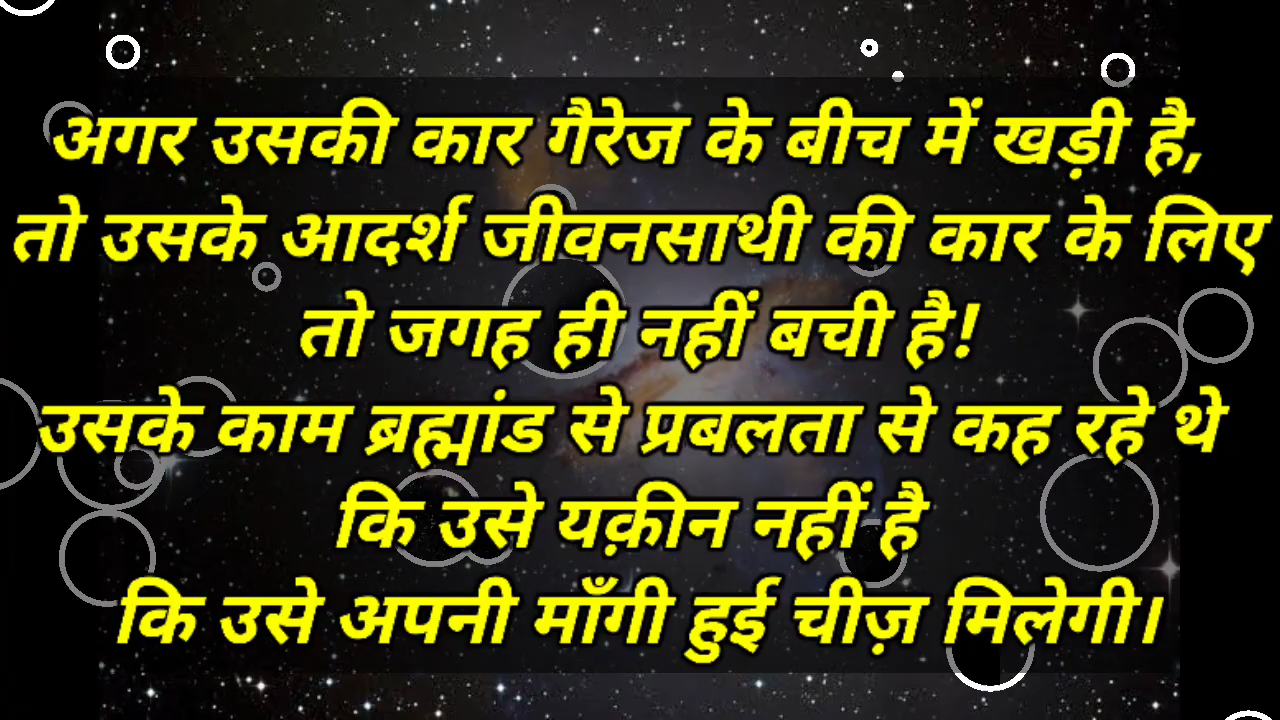 अगर उसकी कार गैरेज के बीच में खड़ी है,
तो उसके आदर्श जीवनसाथी की कार के लिए
तो जगह ही नहीं बची है!
उसके काम ब्रह्मांड से प्रबलता से कह रहे थे
कि उसे यक़ीन नहीं है
कि उसे अपनी माँगी हुई चीज़ मिलेगी।